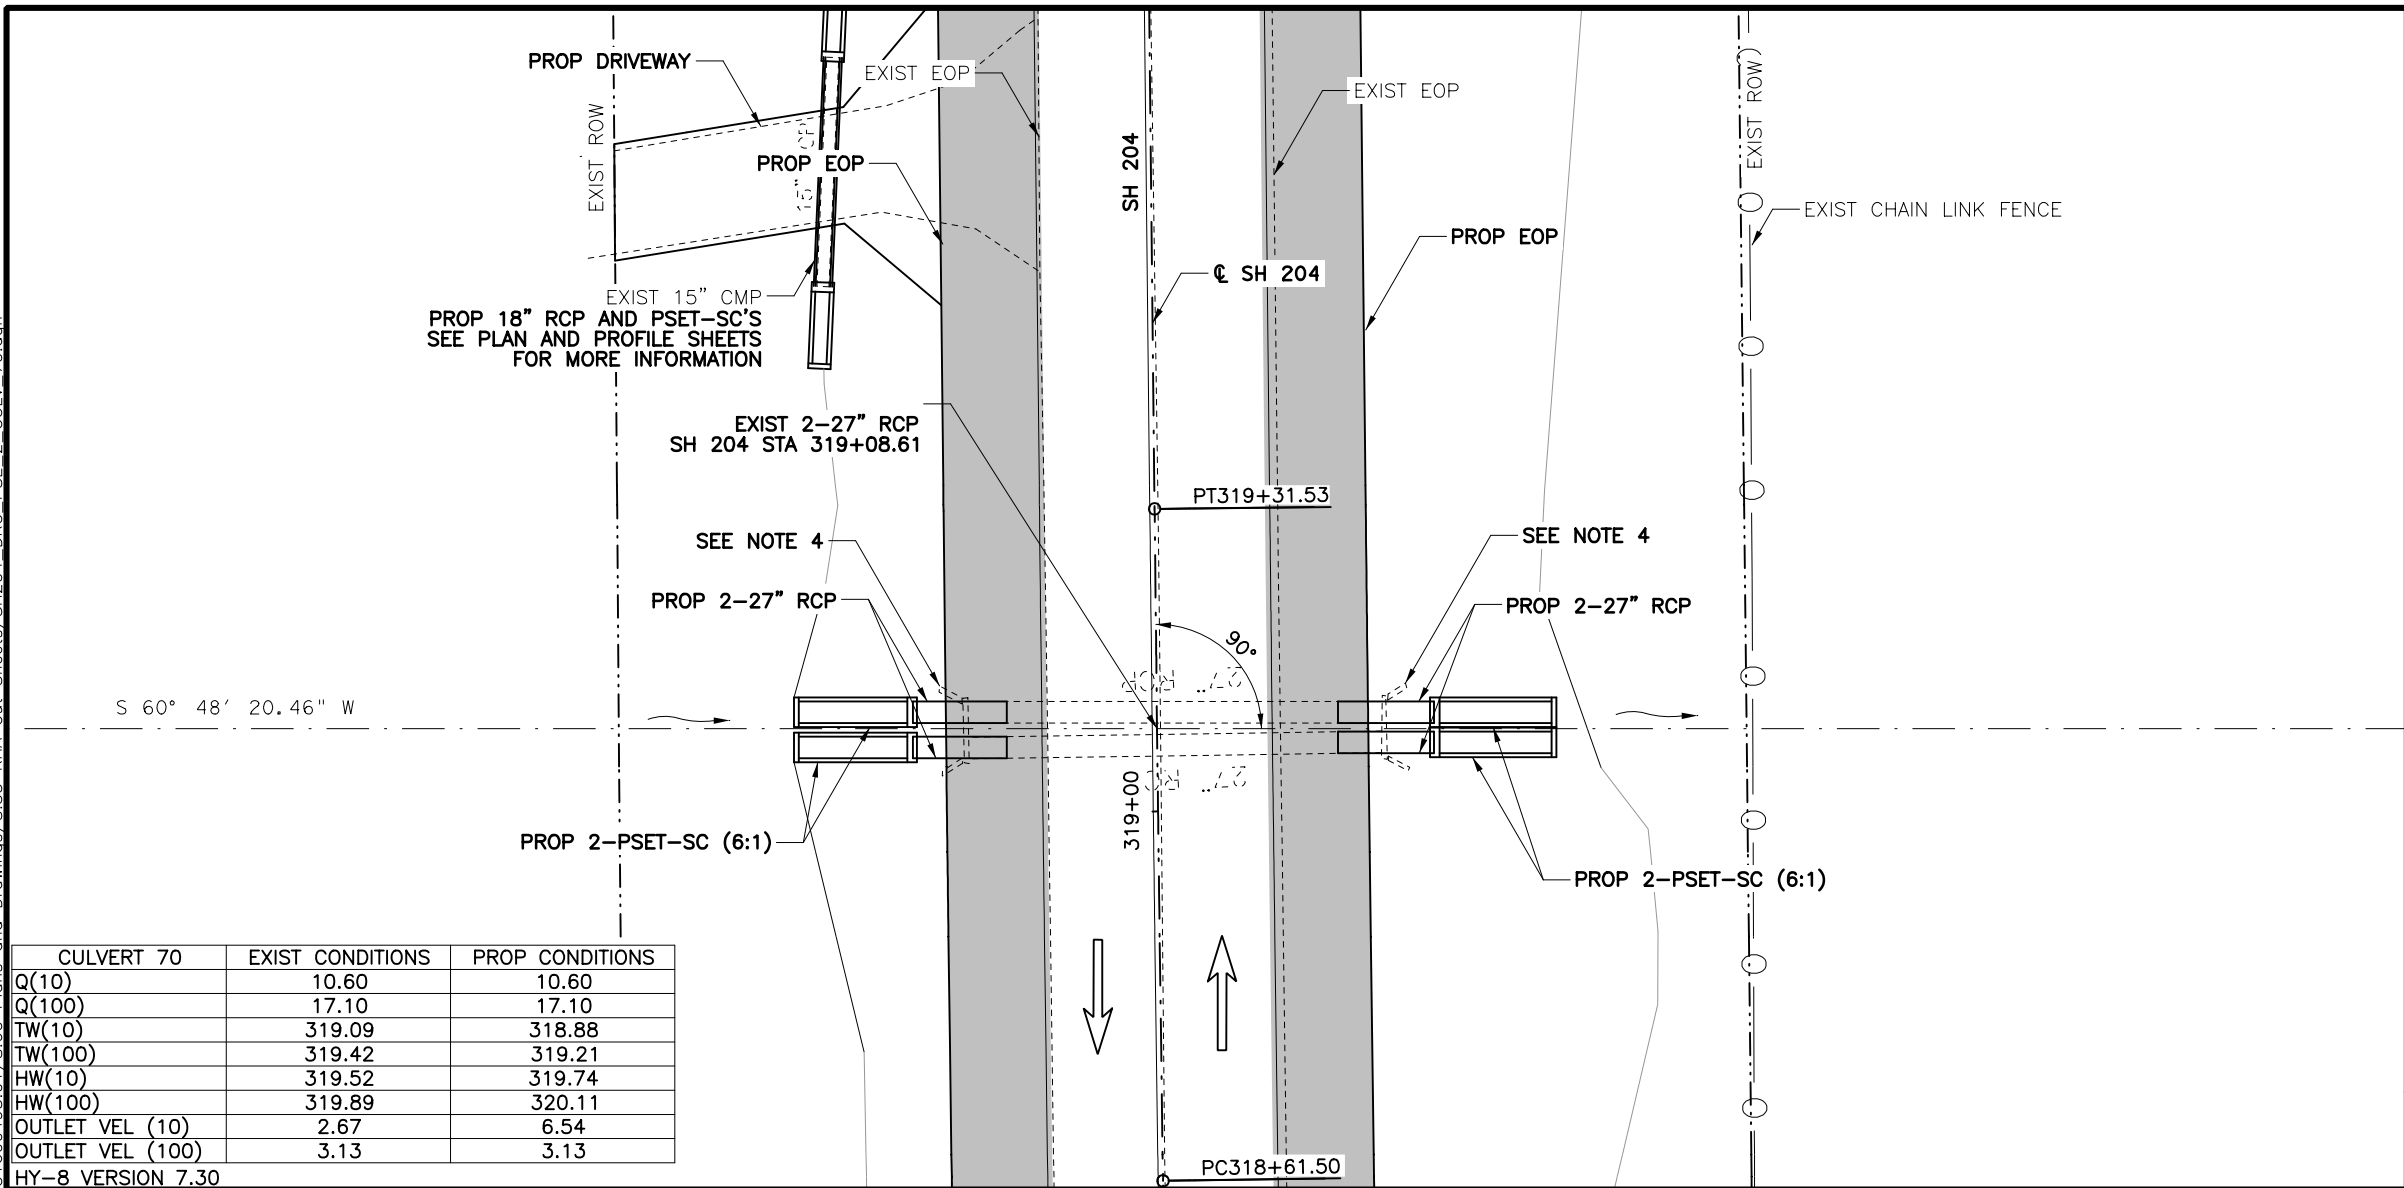 PROP DRIVEWAY
EXIST EOP
EXIST EOP
EXIST ROW
EXIST ROW
15" CP
PROP EOP
SH 204
EXIST CHAIN LINK FENCE
PROP EOP
℄ SH 204
EXIST 15" CMP
PROP 18" RCP AND PSET-SC'S
SEE PLAN AND PROFILE SHEETS
FOR MORE INFORMATION
EXIST 2-27" RCP
SH 204 STA 319+08.61
PT319+31.53
SEE NOTE 4
SEE NOTE 4
PROP 2-27" RCP
PROP 2-27" RCP
90°
27" RCP
S 60° 48' 20.46" W
27" RC
319+00
PROP 2-PSET-SC (6:1)
PROP 2-PSET-SC (6:1)
CULVERT 70 EXIST CONDITIONS PROP CONDITIONS
Q(10) 10.60 10.60
Q(100) 17.10 17.10
TW(10) 319.09 318.88
TW(100) 319.42 319.21
HW(10) 319.52 319.74
HW(100) 319.89 320.11
OUTLET VEL (10) 2.67 6.54
OUTLET VEL (100) 3.13 3.13
HY-8 VERSION 7.30
PC318+61.50